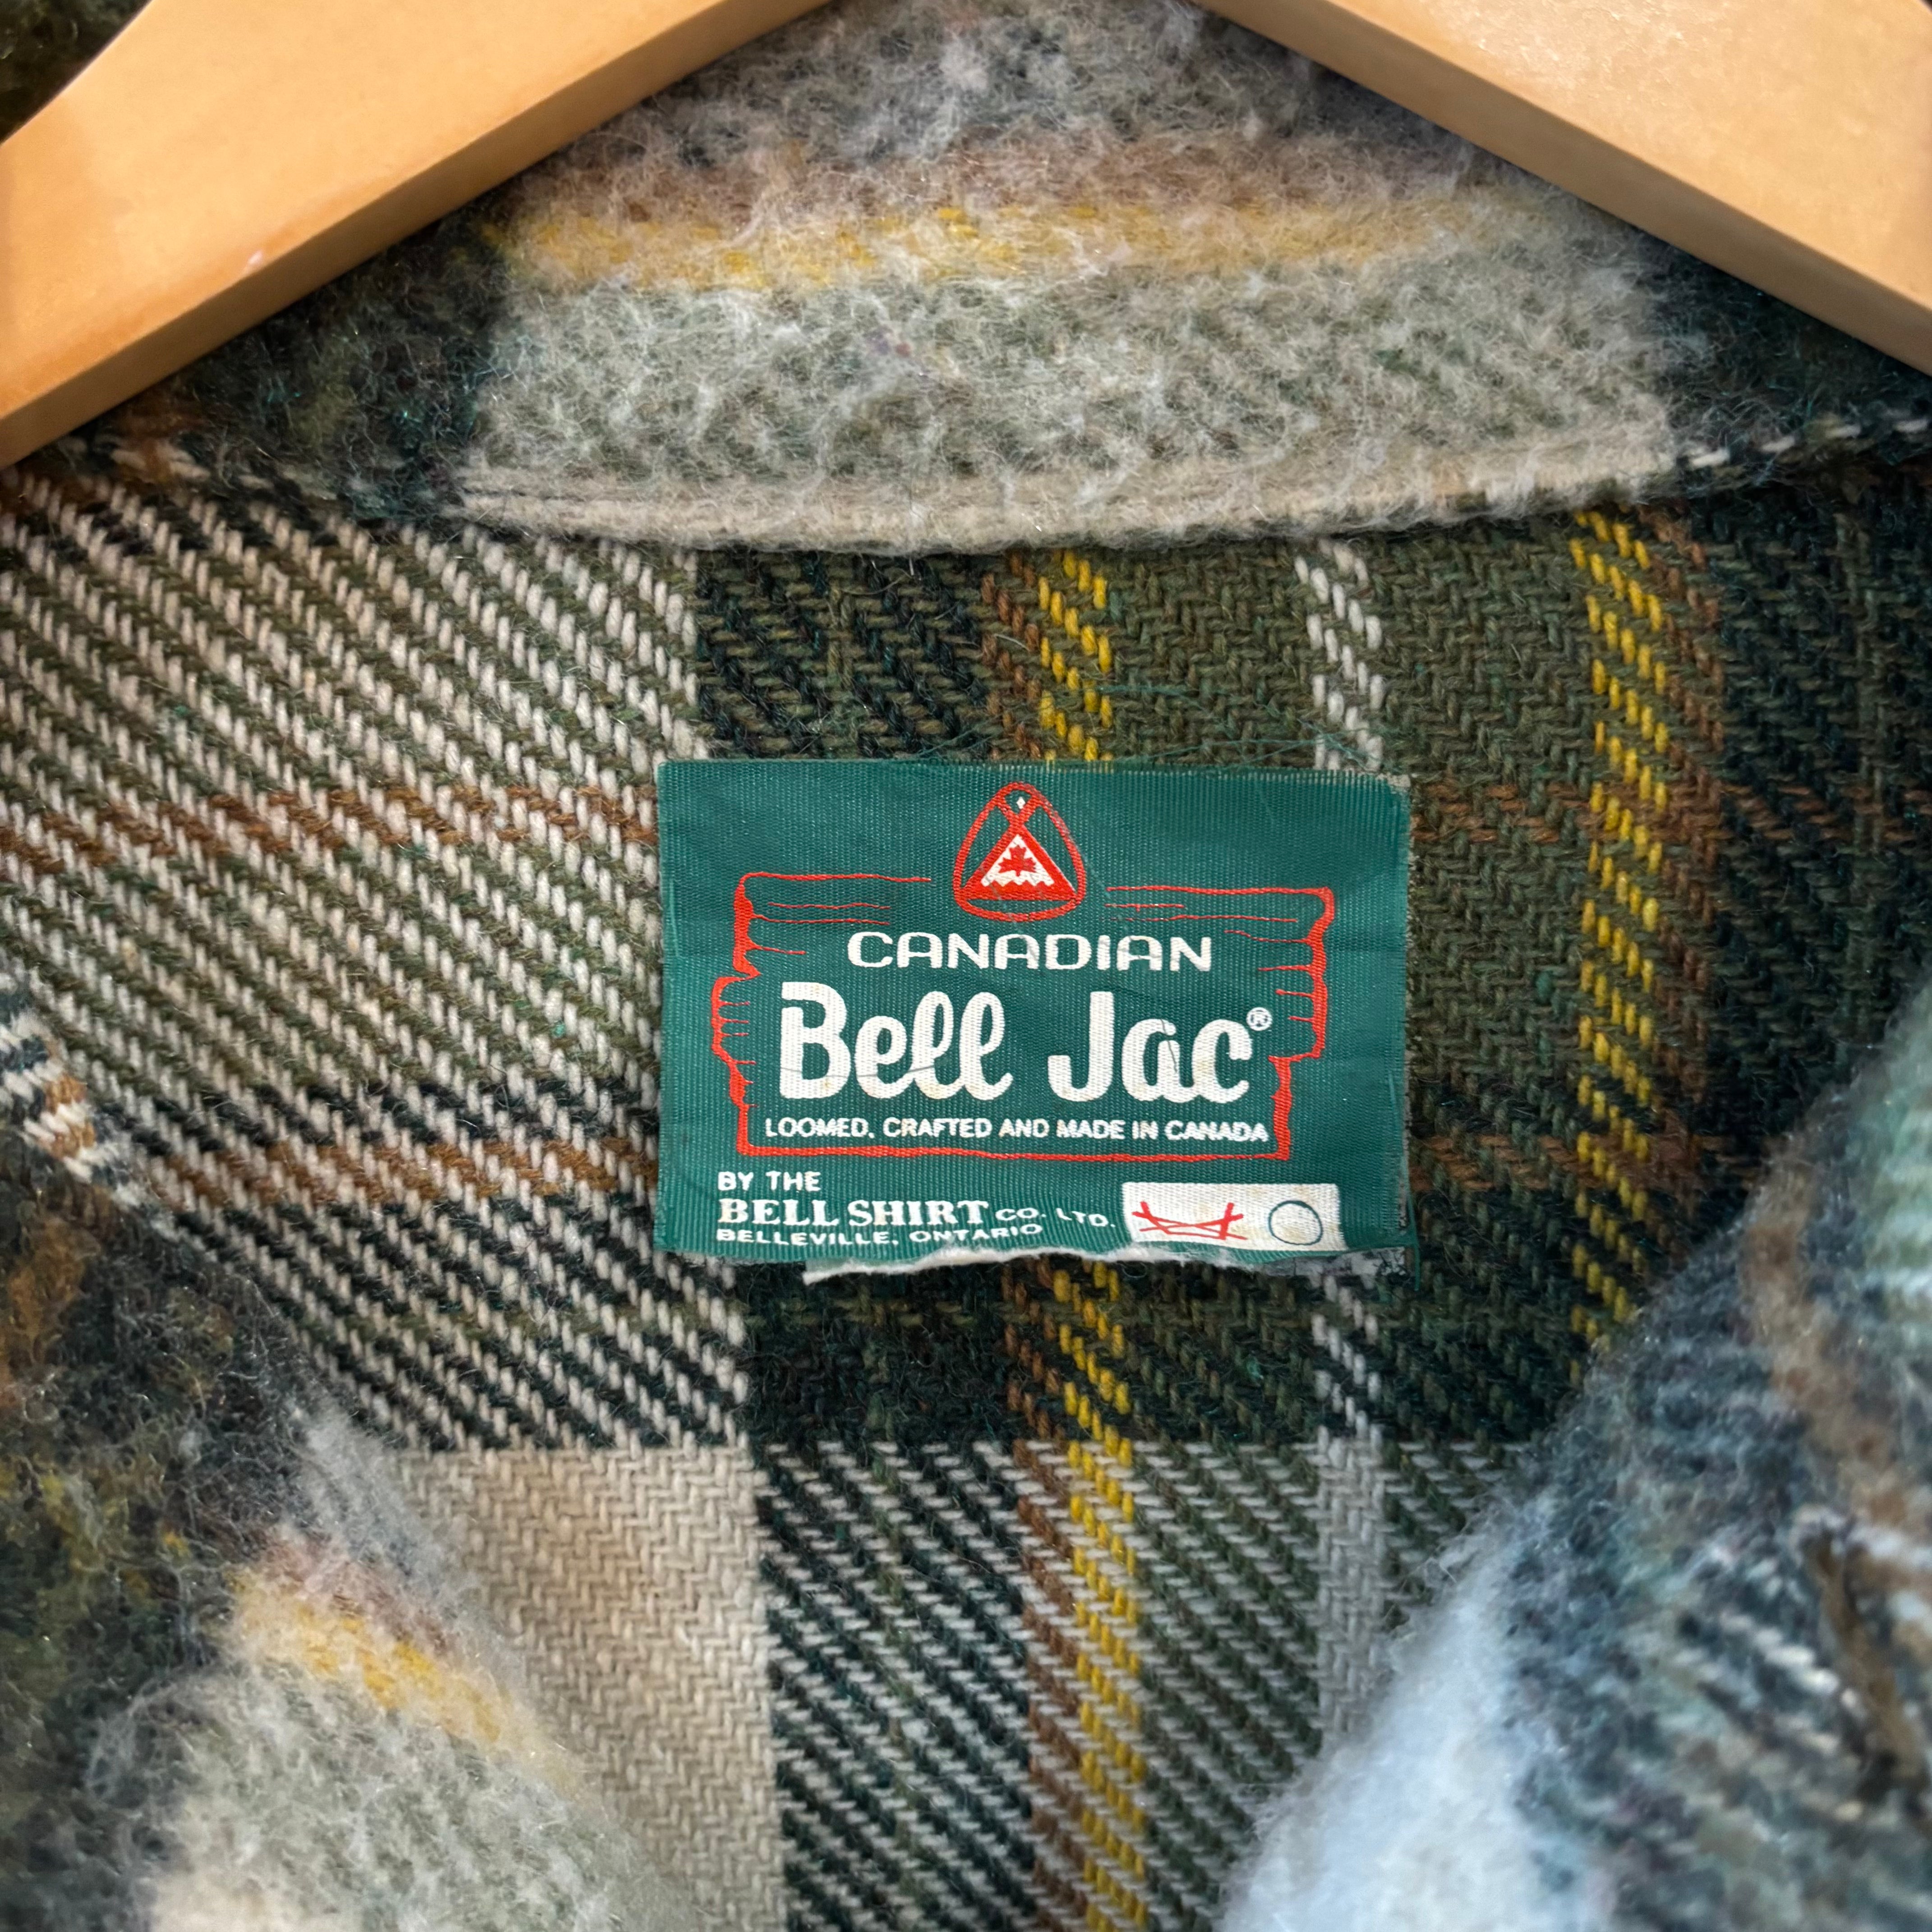 CANADIAN
Bell Jac®
LOOMED, CRAFTED AND MADE IN CANADA
BY THE
BELL SHIRT CO. LTD.
BELLEVILLE, ONTARIO